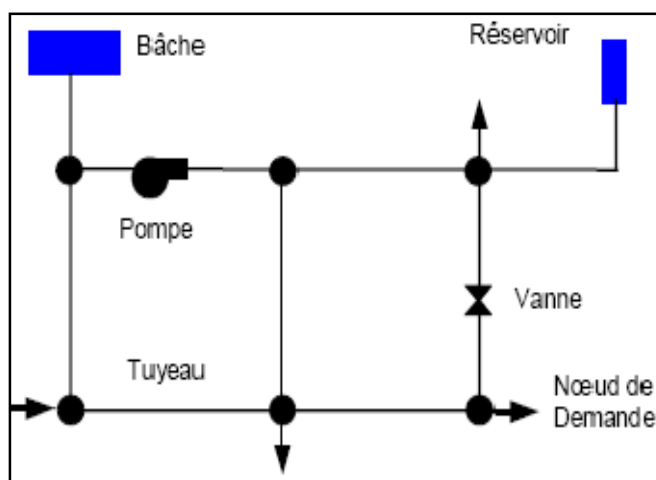 Bâche
Réservoir
Pompe
Vanne
Tuyeau
Nœud de
Demande